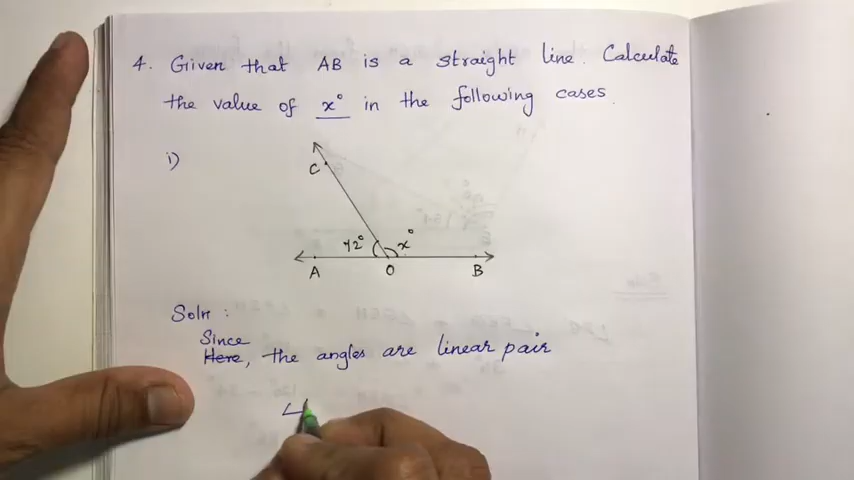 4. Given that AB is a straight line. Calculate
the value of x° in the following cases.
i)
C
72° x°
A O B
Soln :
Since
Here, the angles are linear pair
∠